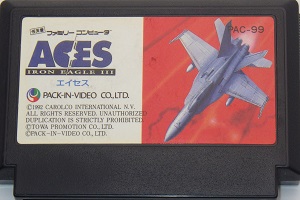 ファミリーコンピュータ
PAC-99
ACES
IRON EAGLE III
エイセス
PACK-IN-VIDEO CO.,LTD.
©1992 CAROLCO INTERNATIONAL N.V.
ALL RIGHTS RESERVED. UNAUTHORIZED
DUPLICATION IS STRICTLY PROHIBITED.
©TOWA PROMOTION CO., LTD.
©PACK-IN-VIDEO CO., LTD.